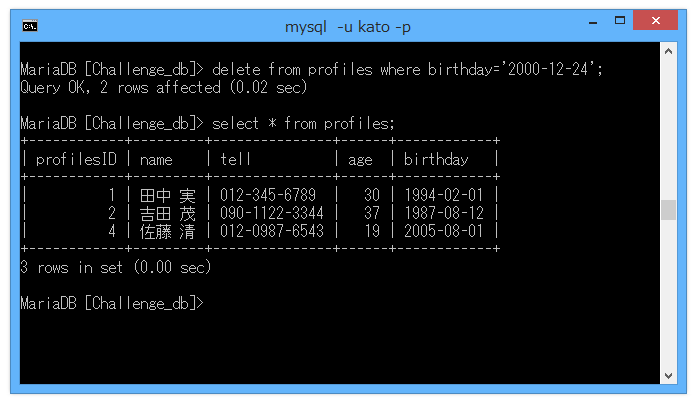 mysql -u kato -p
MariaDB [Challenge_db]> delete from profiles where birthday='2000-12-24';
Query OK, 2 rows affected (0.02 sec)
MariaDB [Challenge_db]> select * from profiles;
+------------+---------+---------------+------+------------+
| profilesID | name | tell | age | birthday |
+------------+---------+---------------+------+------------+
| 1 | 田中 実 | 012-345-6789 | 30 | 1994-02-01 |
| 2 | 吉田 茂 | 090-1122-3344 | 37 | 1987-08-12 |
| 4 | 佐藤 清 | 012-0987-6543 | 19 | 2005-08-01 |
+------------+---------+---------------+------+------------+
3 rows in set (0.00 sec)
MariaDB [Challenge_db]>